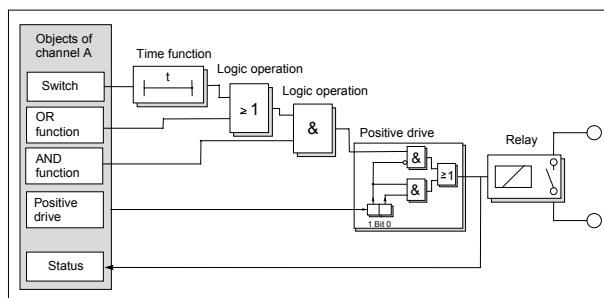 Objects of
channel A
Time function
Logic operation
Switch
t
Logic operation
≥ 1
OR
function
&
AND
function
Positive drive
Relay
&
≥1
&
Positive
drive
1 Bit 0
Status